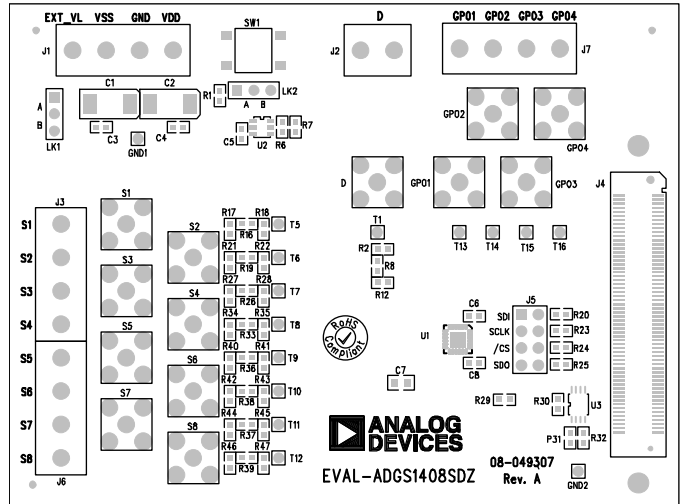 EXT_VL VSS GND VDD
SW1
D
GPO1 GPO2 GPO3 GPO4
J1
J2
J7
C1 C2
R1
LK2
A B
A
B
LK1
C3
GND1
C4
C5
U2
R6
R7
GPO2
GPO4
D
GPO1
GPO3
J4
J3
S1
S2
R17 R18
R16
T5
T1
T13 T14 T15 T16
S1
S2
S3
S4
S5
S6
S7
S8
J6
S3
R21 R22
R19
T6
R2
R8
R12
S4
R27 R28
R26
T7
S5
R34 R35
R33
T8
S6
R40 R41
R36
T9
S7
R42 R43
R38
T10
S8
R44 R45
R37
T11
R46 R47
R39
T12
RoHS
Compliant
C6
U1
C8
C7
J5
SDI
SCLK
/CS
SDO
R20
R23
R24
R25
R29
R30
U3
P31
R32
ANALOG
DEVICES
EVAL-ADGS1408SDZ
08-049307
Rev. A
GND2